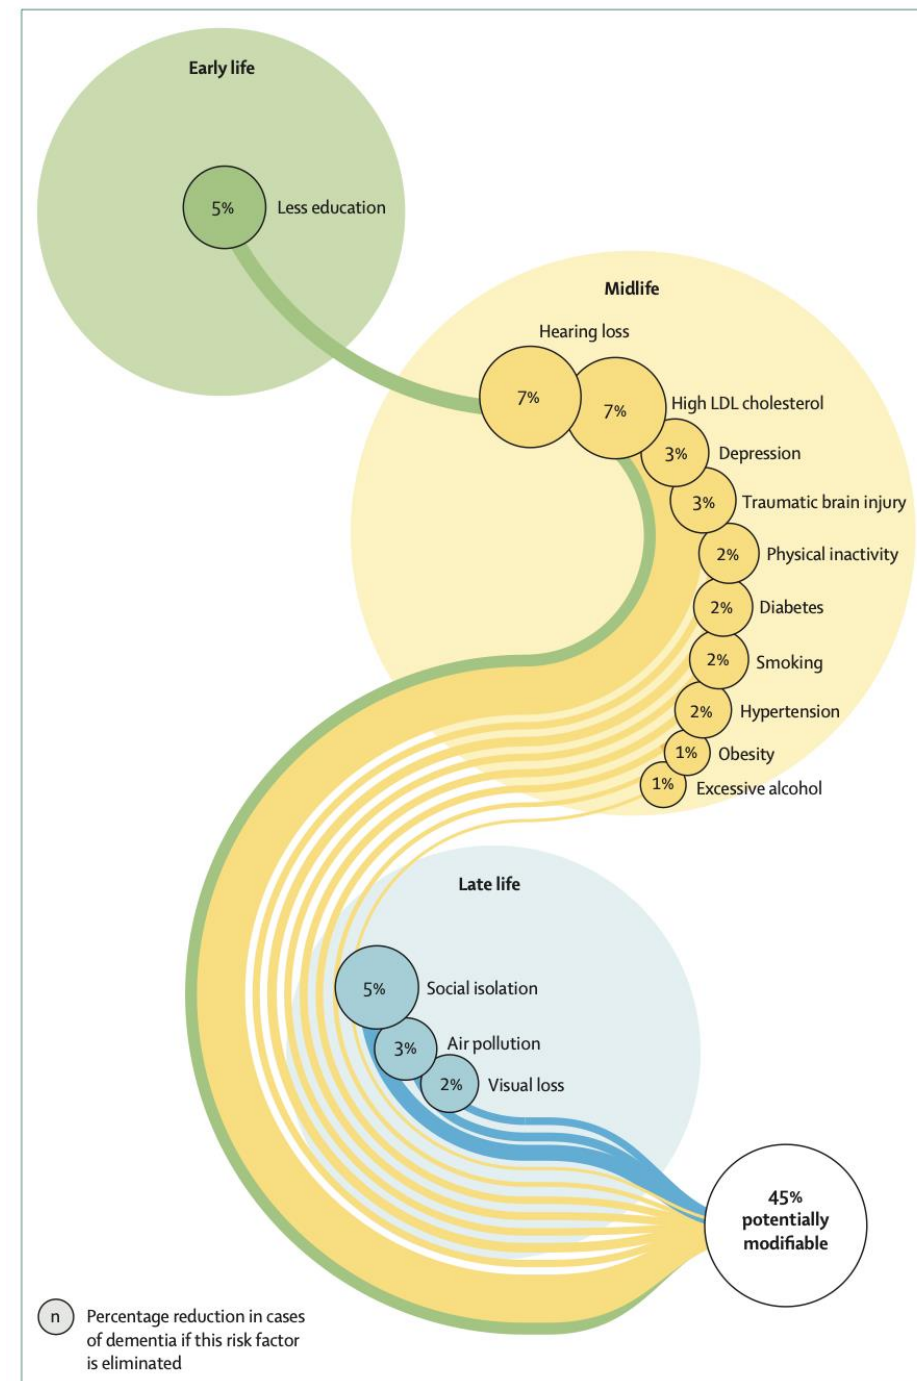 Early life
5%
Less education
Midlife
Hearing loss
7%
7%
High LDL cholesterol
3%
Depression
3%
Traumatic brain injury
2%
Physical inactivity
2%
Diabetes
2%
Smoking
2%
Hypertension
1%
Obesity
1%
Excessive alcohol
Late life
5%
Social isolation
3%
Air pollution
2%
Visual loss
45%
potentially
modifiable
n
Percentage reduction in cases
of dementia if this risk factor
is eliminated